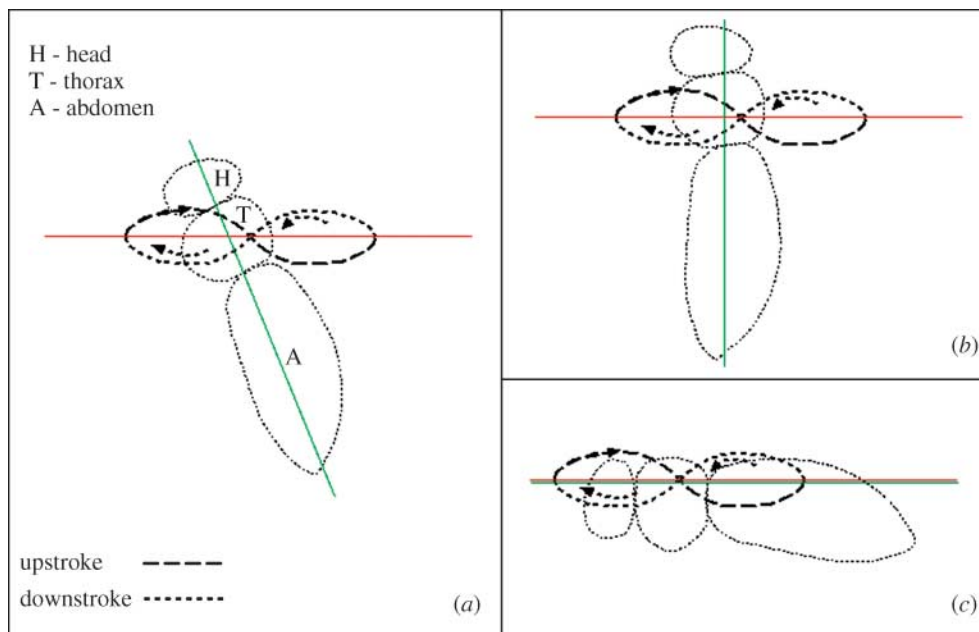 H - head
T - thorax
A - abdomen
H
T
A
upstroke
downstroke
(a)
(b)
(c)